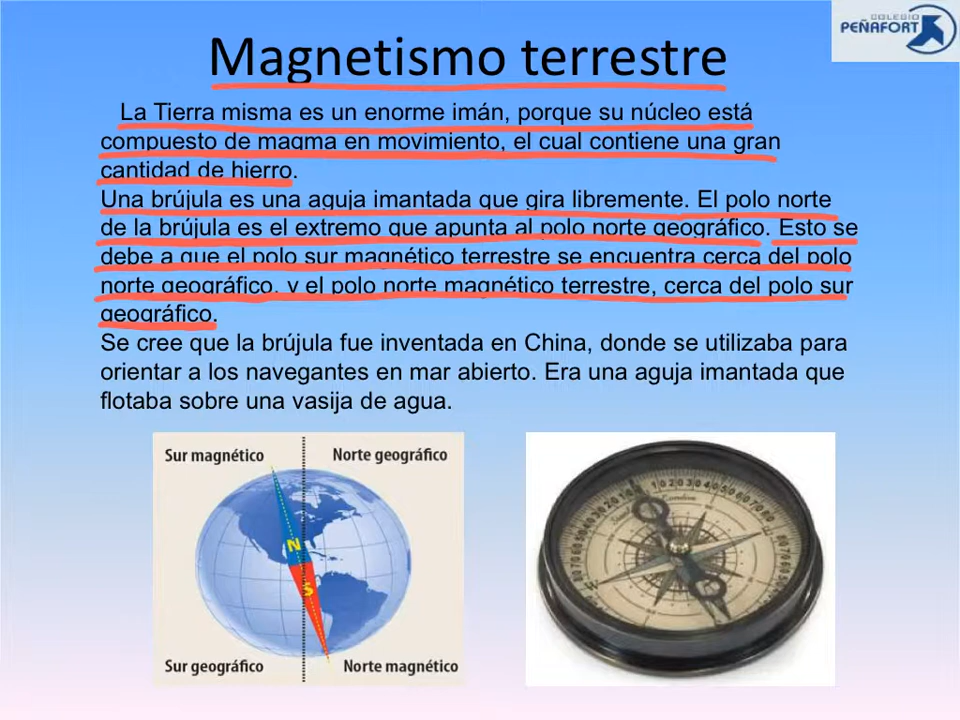 COLEGIO
PEÑAFORT
Magnetismo terrestre
La Tierra misma es un enorme imán, porque su núcleo está
compuesto de magma en movimiento, el cual contiene una gran
cantidad de hierro.
Una brújula es una aguja imantada que gira libremente. El polo norte
de la brújula es el extremo que apunta al polo norte geográfico. Esto se
debe a que el polo sur magnético terrestre se encuentra cerca del polo
norte geográfico, y el polo norte magnético terrestre, cerca del polo sur
geográfico.
Se cree que la brújula fue inventada en China, donde se utilizaba para
orientar a los navegantes en mar abierto. Era una aguja imantada que
flotaba sobre una vasija de agua.
Sur magnético
Norte geográfico
N
S
Sur geográfico
Norte magnético
London